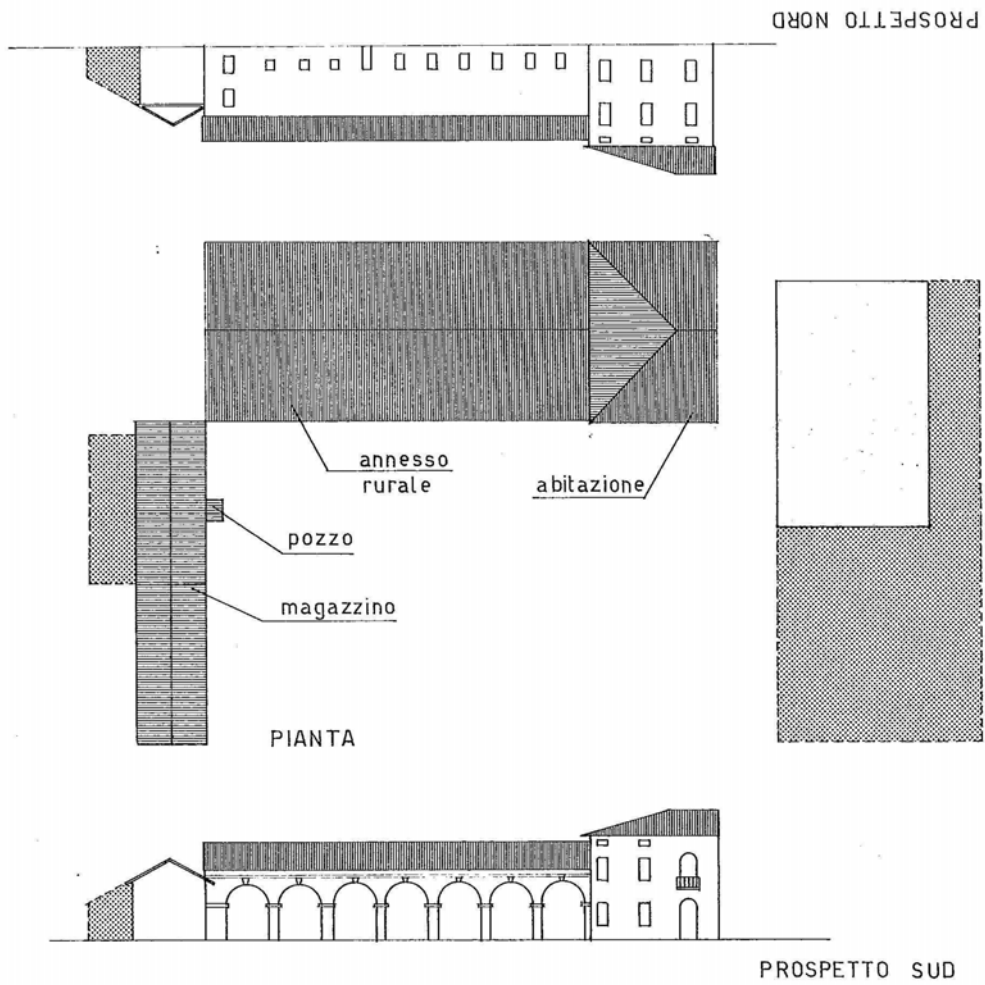 PROSPETTO NORD
annesso
rurale
abitazione
pozzo
magazzino
PIANTA
PROSPETTO SUD